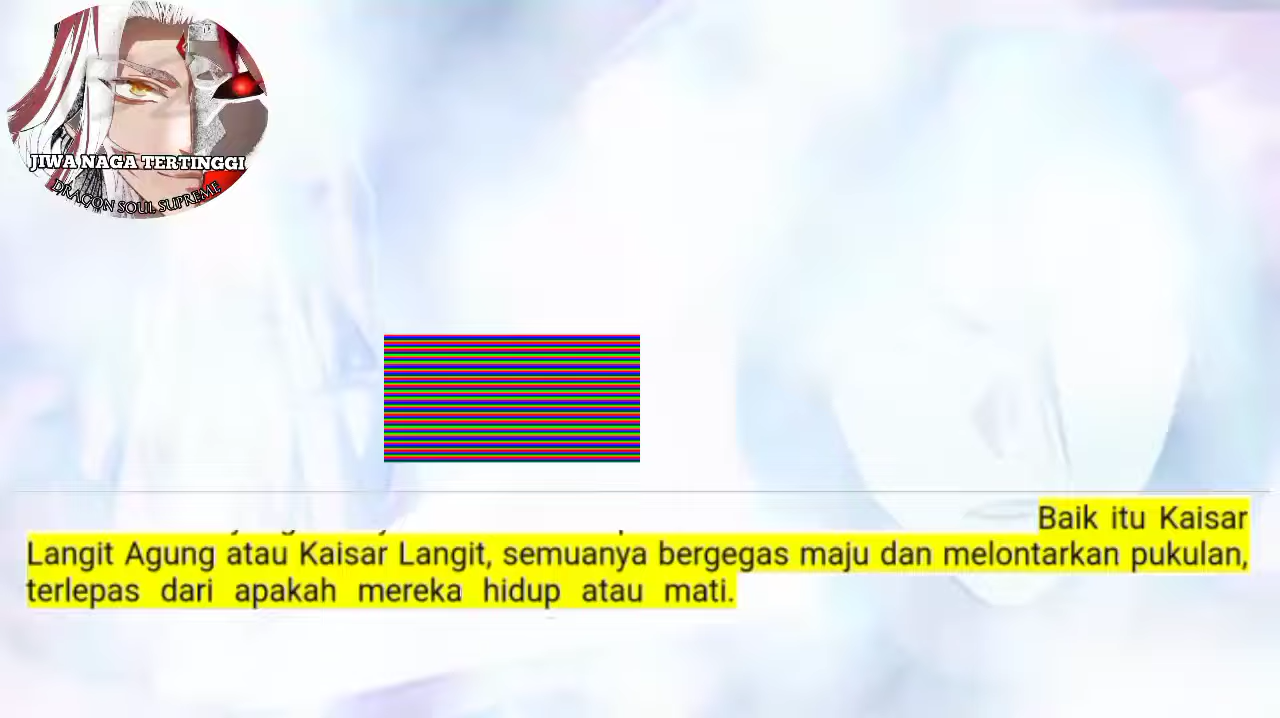 JIWA NAGA TERTINGGI
DRAGON SOUL SUPREME
Baik itu Kaisar
Langit Agung atau Kaisar Langit, semuanya bergegas maju dan melontarkan pukulan,
terlepas dari apakah mereka hidup atau mati.